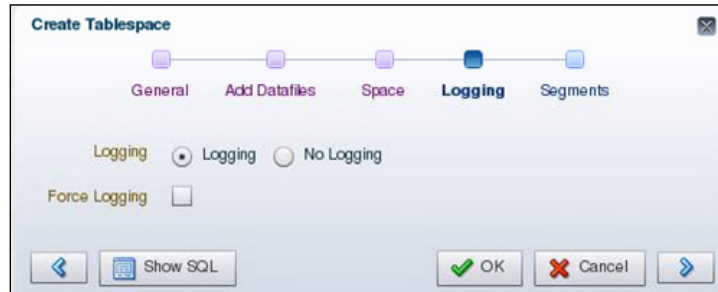 Create Tablespace
General Add Datafiles Space Logging Segments
Logging Logging No Logging
Force Logging
Show SQL OK Cancel